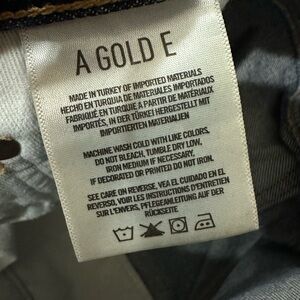 A GOLD E
MADE IN TURKEY OF IMPORTED MATERIALS
HECHO EN TURQUIA DE MATERIALES IMPORTADOS
FABRIQUÉ EN TURQUIE A PARTIR DE MATÉRIAUX
IMPORTÉS, IN DER TÜRKEI HERGESTELLT MIT
IMPORTIERTEN MATERIALIEN
MACHINE WASH COLD WITH LIKE COLORS.
DO NOT BLEACH, TUMBLE DRY LOW,
IRON MEDIUM IF NECESSARY,
IF DECORATED OR PRINTED DO NOT IRON.
SEE CARE ON REVERSE, VEA EL CUIDADO EN EL
REVERSO, VOIR LES INSTRUCTIONS D'ENTRETIEN
SUR L'ENVERS, PFLEGEANLEITUNG AUF DER
RÜCKSEITE